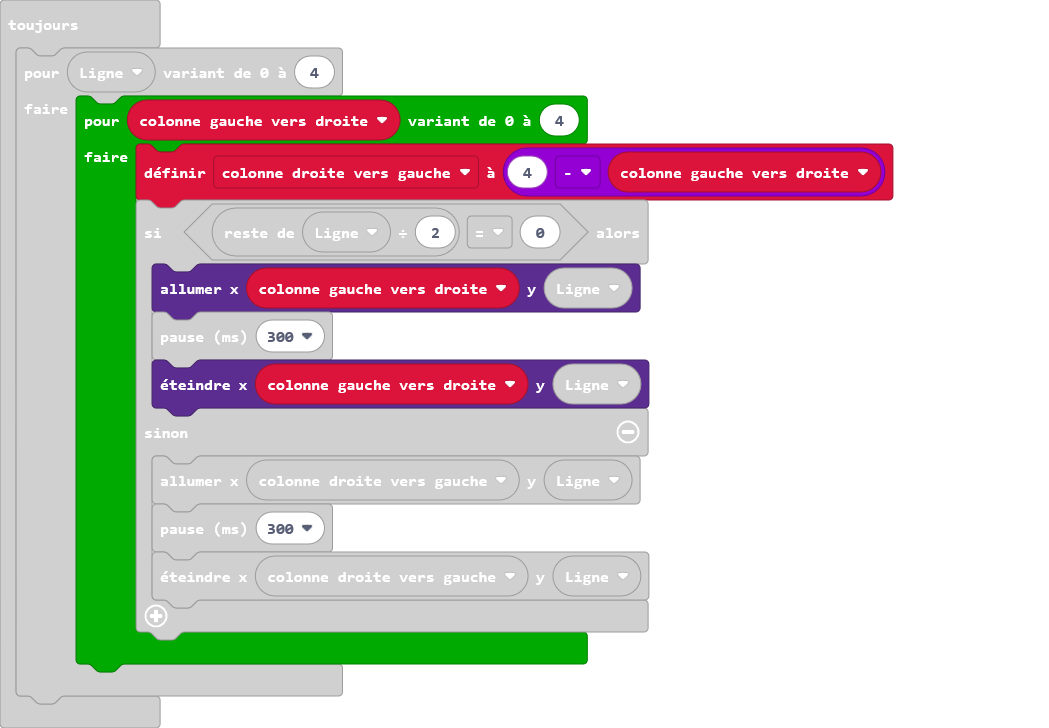 toujours
pour Ligne variant de 0 à 4
faire pour colonne gauche vers droite variant de 0 à 4
faire définir colonne droite vers gauche à 4 - colonne gauche vers droite
si reste de Ligne ÷ 2 = 0 alors
allumer x colonne gauche vers droite y Ligne
pause (ms) 300
éteindre x colonne gauche vers droite y Ligne
sinon
allumer x colonne droite vers gauche y Ligne
pause (ms) 300
éteindre x colonne droite vers gauche y Ligne